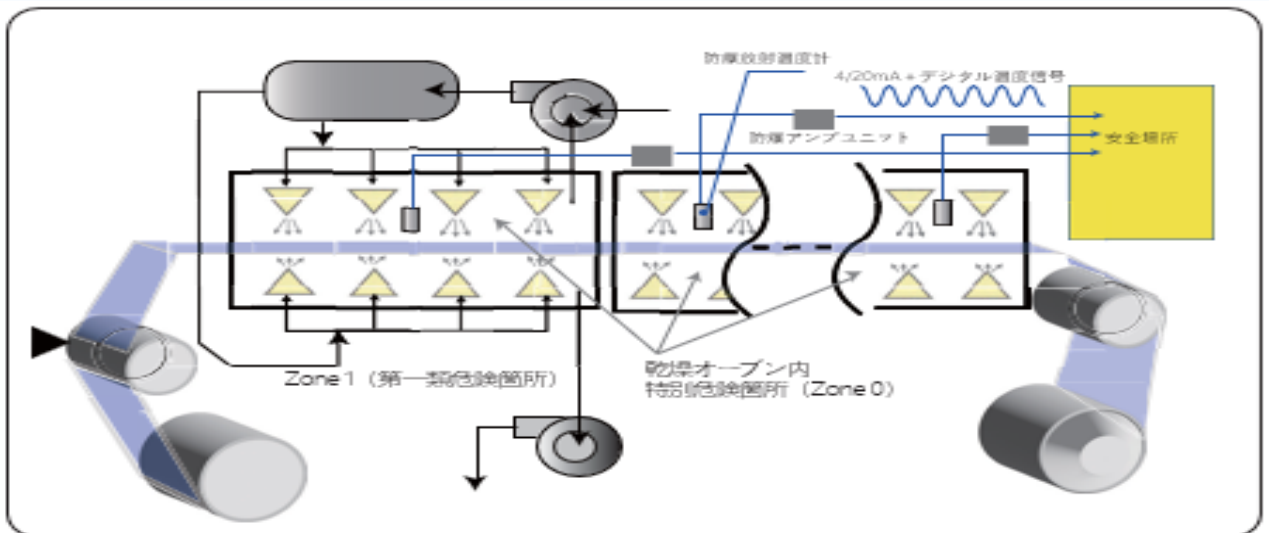 防爆放射温度計
4/20mA+デジタル温度信号
防爆アンプユニット
安全場所
Zone1(第一類危険箇所)
乾燥オーブン内
特別危険箇所(Zone0)